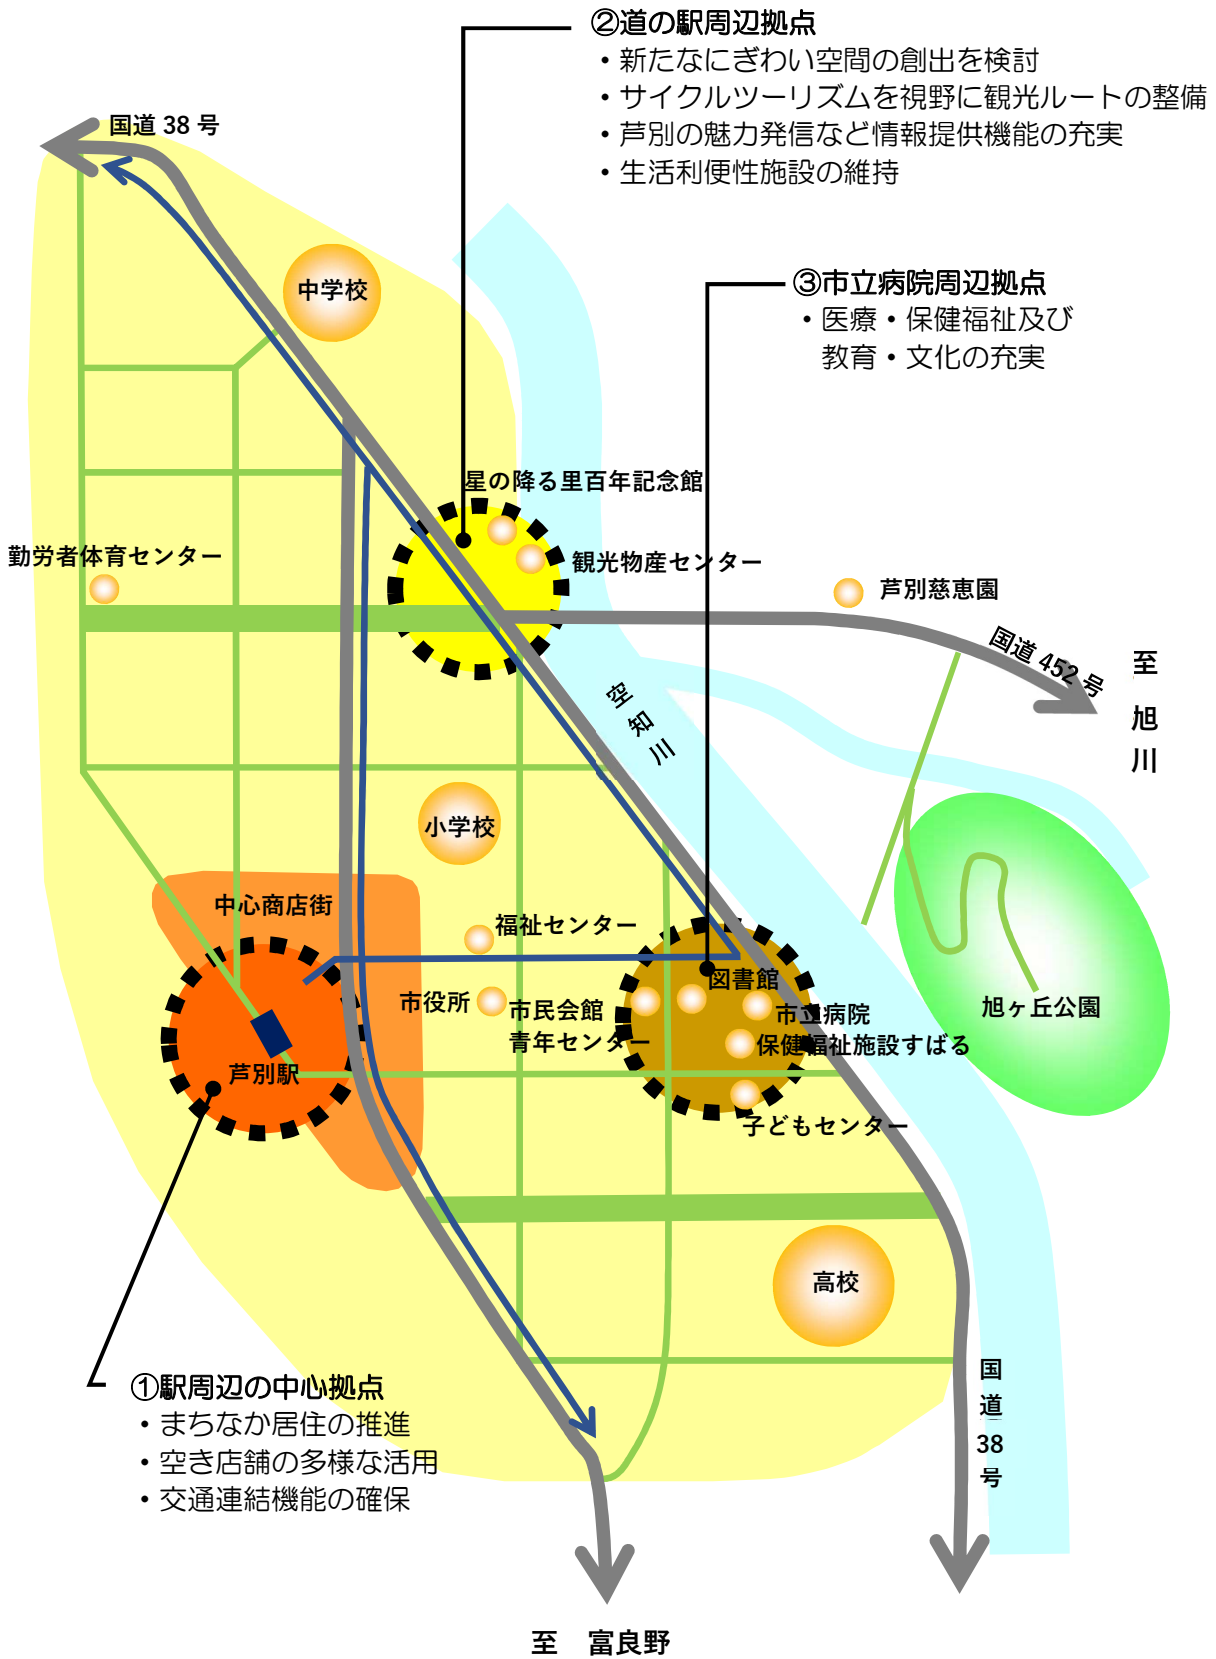 ②道の駅周辺拠点
・新たなにぎわい空間の創出を検討
・サイクルツーリズムを視野に観光ルートの整備
・芦別の魅力発信など情報提供機能の充実
・生活利便性施設の維持
国道 38 号
中学校
③市立病院周辺拠点
・医療・保健福祉及び
教育・文化の充実
星の降る里百年記念館
勤労者体育センター
観光物産センター
芦別慈恵園
国道 452 号
至 旭川
空知川
小学校
中心商店街
福祉センター
図書館
市役所
市民会館
青年センター
市立病院
保健福祉施設すばる
旭ヶ丘公園
芦別駅
子どもセンター
高校
国道 38 号
①駅周辺の中心拠点
・まちなか居住の推進
・空き店舗の多様な活用
・交通連結機能の確保
至　富良野